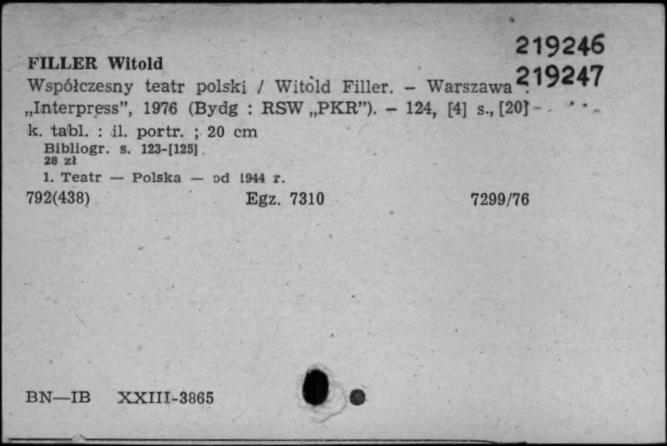 219246
FILLER Witold
Współczesny teatr polski / Witold Filler. – Warszawa :
219247
„Interpress”, 1976 (Bydg : RSW „PKR”). – 124, [4] s., [20]
k. tabl. : il. portr. ; 20 cm
Bibliogr. s. 123-[125]
28 zł
1. Teatr — Polska — od 1944 r.
792(438) Egz. 7310 7299/76
BN—IB XXIII-3865